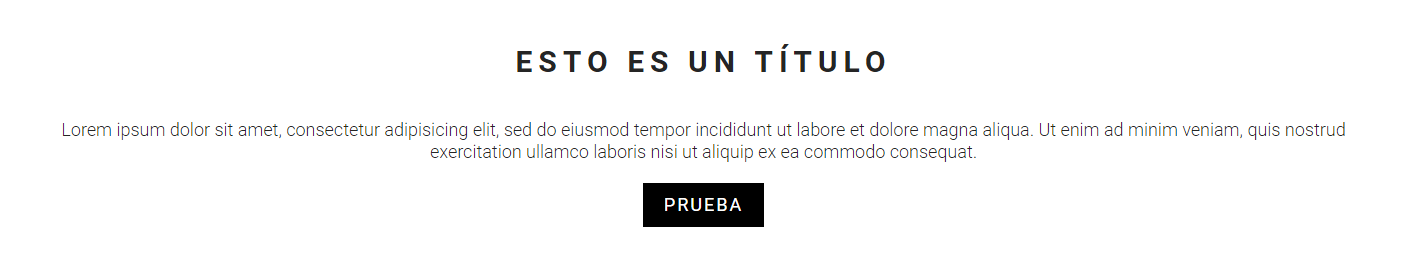 ESTO ES UN TÍTULO
Lorem ipsum dolor sit amet, consectetur adipisicing elit, sed do eiusmod tempor incididunt ut labore et dolore magna aliqua. Ut enim ad minim veniam, quis nostrud
exercitation ullamco laboris nisi ut aliquip ex ea commodo consequat.
PRUEBA